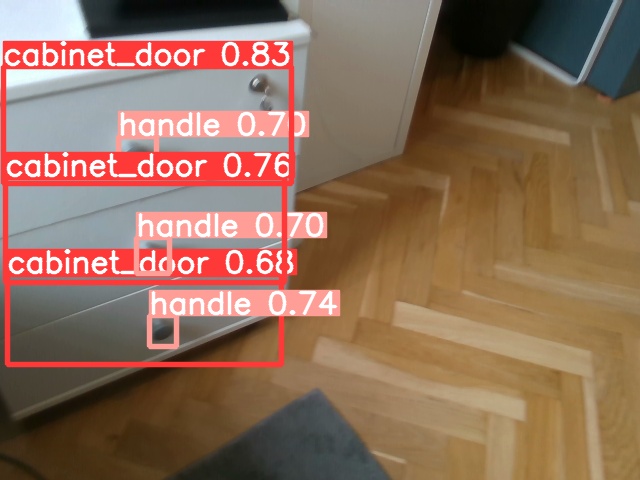 cabinet_door 0.83
handle 0.70
cabinet_door 0.76
handle 0.70
cabinet_door 0.68
handle 0.74